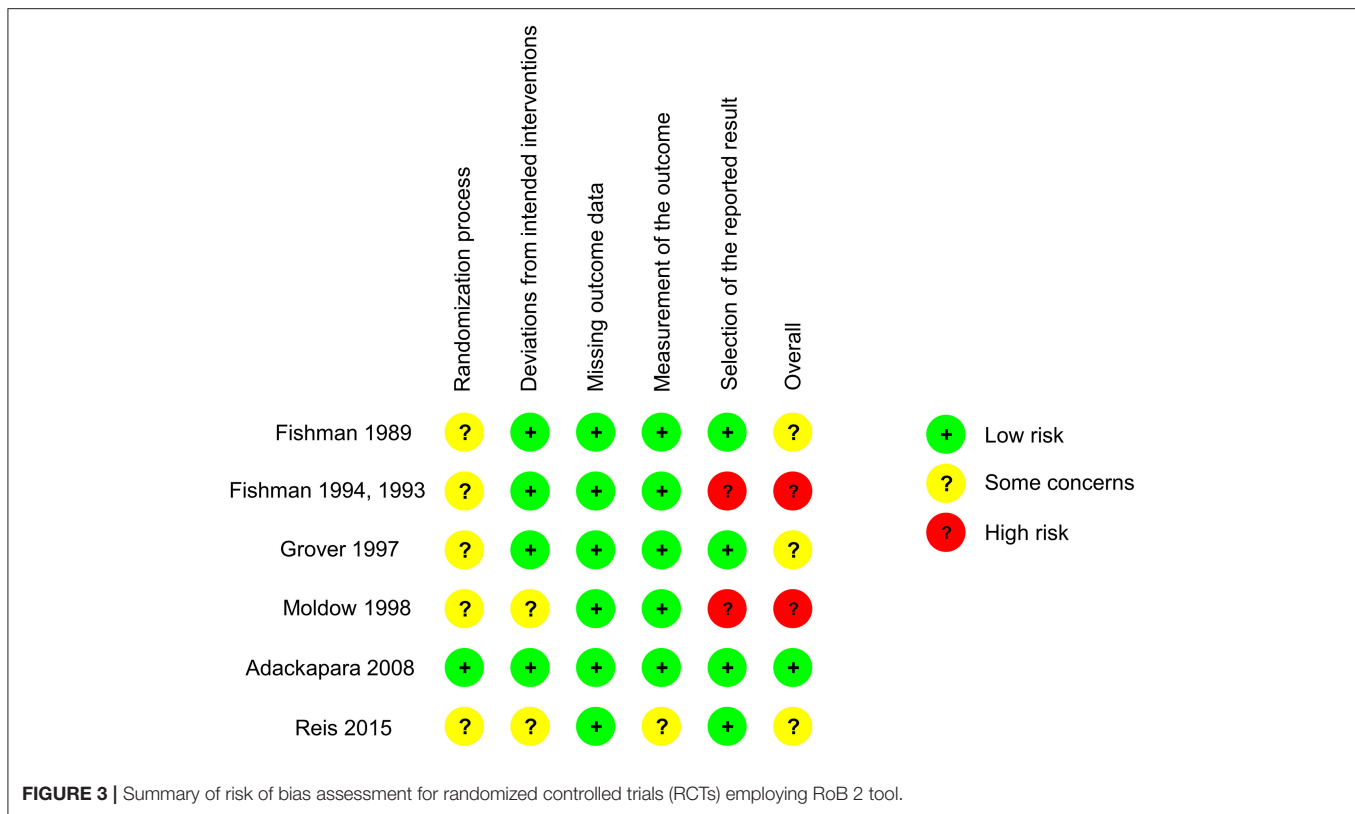 Randomization process
Deviations from intended interventions
Missing outcome data
Measurement of the outcome
Selection of the reported result
Overall
Fishman 1989 ? + + + + ?
Fishman 1994, 1993 ? + + + ? ?
Grover 1997 ? + + + + ?
Moldow 1998 ? ? + + ? ?
Adackapara 2008 + + + + + +
Reis 2015 ? ? + ? + ?
+ Low risk
? Some concerns
? High risk
FIGURE 3 | Summary of risk of bias assessment for randomized controlled trials (RCTs) employing RoB 2 tool.